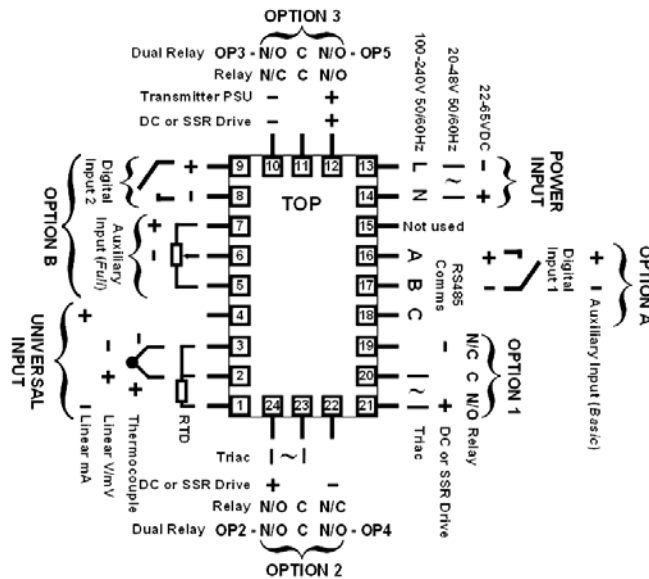 OPTION 3
Dual Relay OP3 - N/O C N/O - OP5
Relay N/C C N/O
Transmitter PSU − +
DC or SSR Drive − +
100-240V 50/60Hz
20-48V 50/60Hz
22-65VDC
POWER INPUT
L | −
~
N | +
10 11 12
TOP
9
8
7
6
5
4
3
2
1
13
14
15
16
17
18
19
20
21
24 23 22
Digital Input 2
+
−
Auxiliary Input (Full)
+
−
OPTION B
UNIVERSAL INPUT
+
−
Linear mA
−
+
Linear V/mV
−
+
Thermocouple
RTD
Not used
A
B
C
RS485 Comms
+
−
Digital Input 1
+
−
Auxiliary Input (Basic)
OPTION A
| ~ |
Triac
−
+
DC or SSR Drive
N/C C N/O
Relay
OPTION 1
Triac | ~ |
DC or SSR Drive + −
Relay N/O C N/C
Dual Relay OP2 - N/O C N/O - OP4
OPTION 2